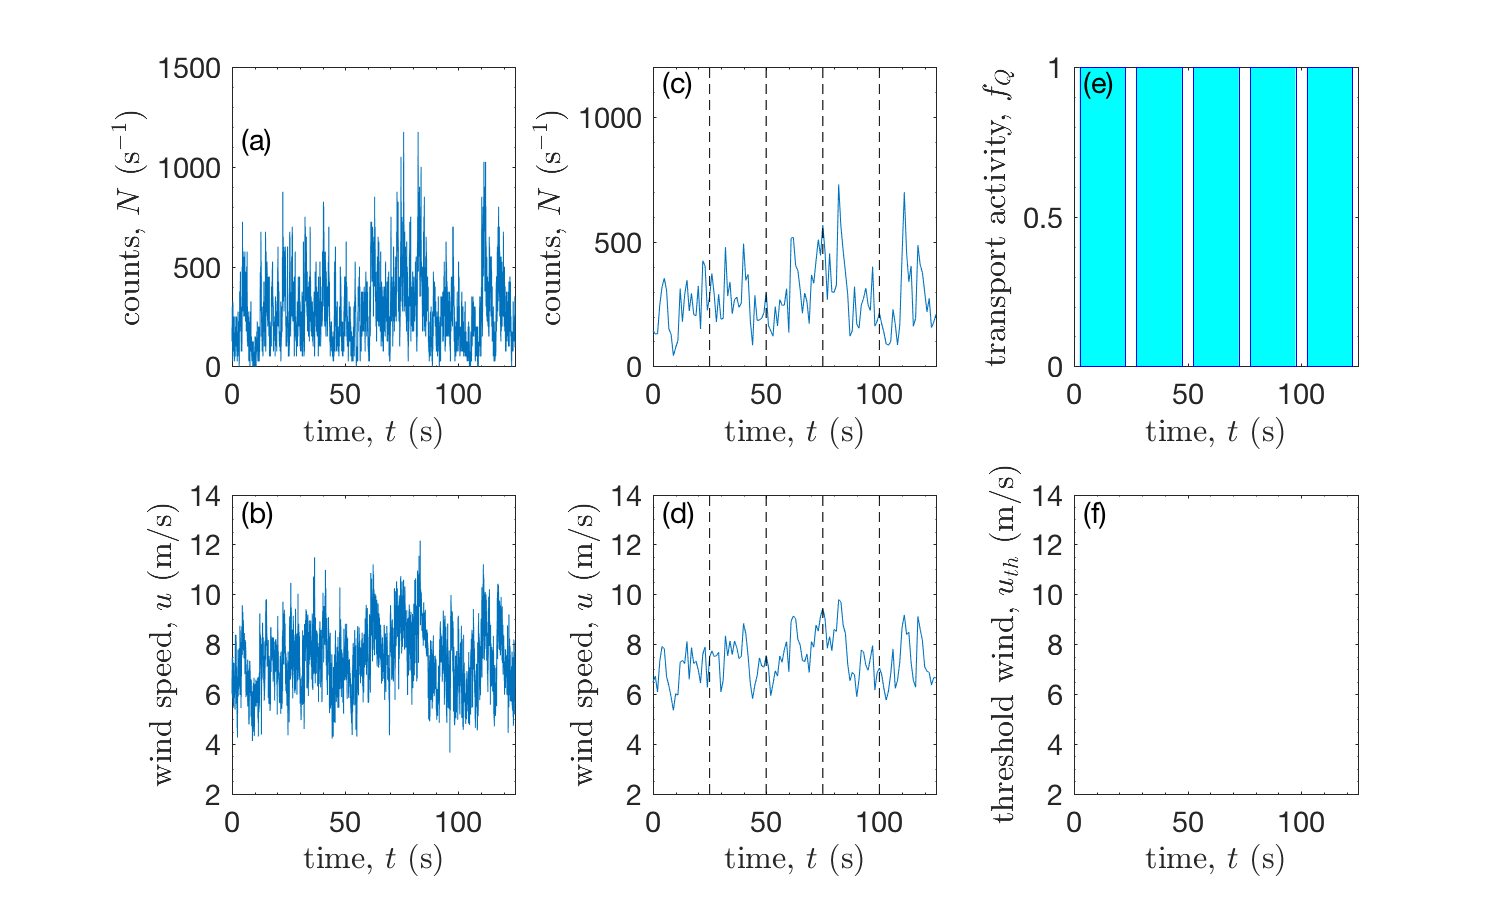 (a)
counts, N (s⁻¹)
1500
1000
500
0
0 50 100
time, t (s)
(c)
counts, N (s⁻¹)
1000
500
0
0 50 100
time, t (s)
(e)
transport activity, f_Q
1
0.5
0
0 50 100
time, t (s)
(b)
wind speed, u (m/s)
14
12
10
8
6
4
2
0 50 100
time, t (s)
(d)
wind speed, u (m/s)
14
12
10
8
6
4
2
0 50 100
time, t (s)
(f)
threshold wind, u_th (m/s)
14
12
10
8
6
4
2
0 50 100
time, t (s)